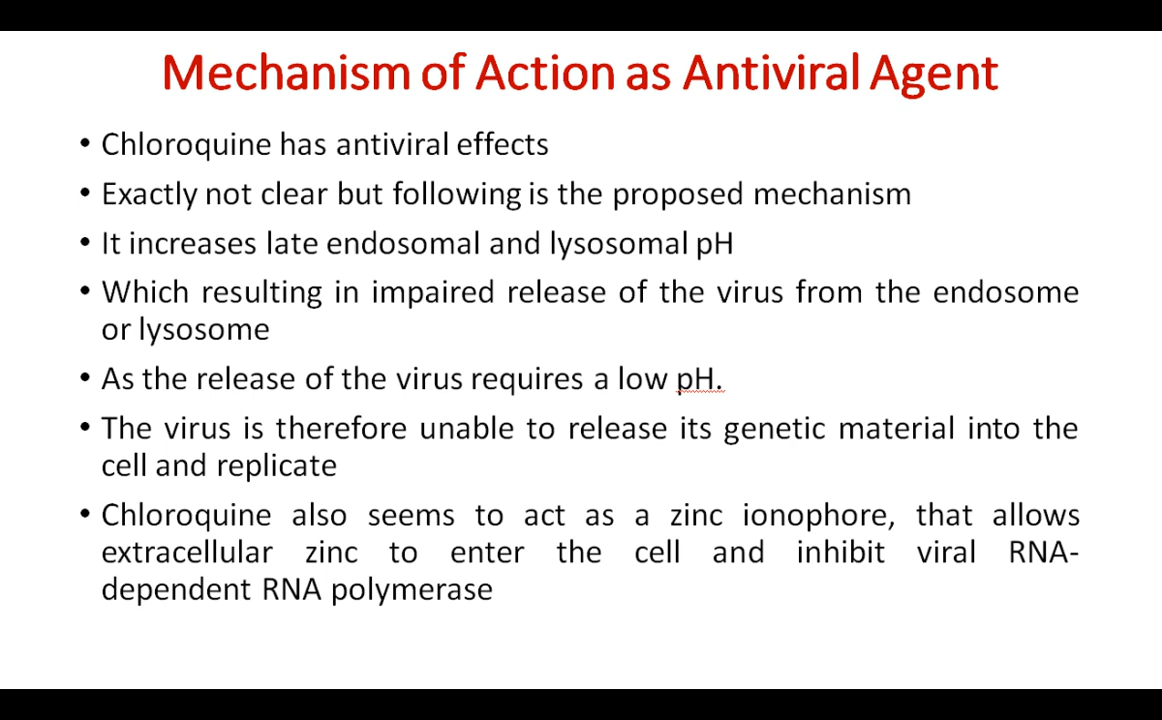 Mechanism of Action as Antiviral Agent
• Chloroquine has antiviral effects
• Exactly not clear but following is the proposed mechanism
• It increases late endosomal and lysosomal pH
• Which resulting in impaired release of the virus from the endosome
or lysosome
• As the release of the virus requires a low pH.
• The virus is therefore unable to release its genetic material into the
cell and replicate
• Chloroquine also seems to act as a zinc ionophore, that allows
extracellular zinc to enter the cell and inhibit viral RNA-
dependent RNA polymerase